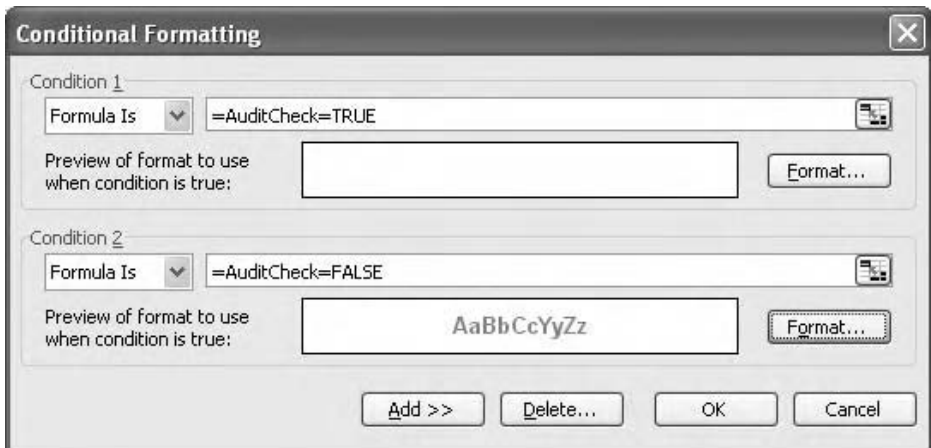 Conditional Formatting
Condition 1
Formula Is
=AuditCheck=TRUE
Preview of format to use
when condition is true:
Format...
Condition 2
Formula Is
=AuditCheck=FALSE
Preview of format to use
when condition is true:
AaBbCcYyZz
Format...
Add >>
Delete...
OK
Cancel